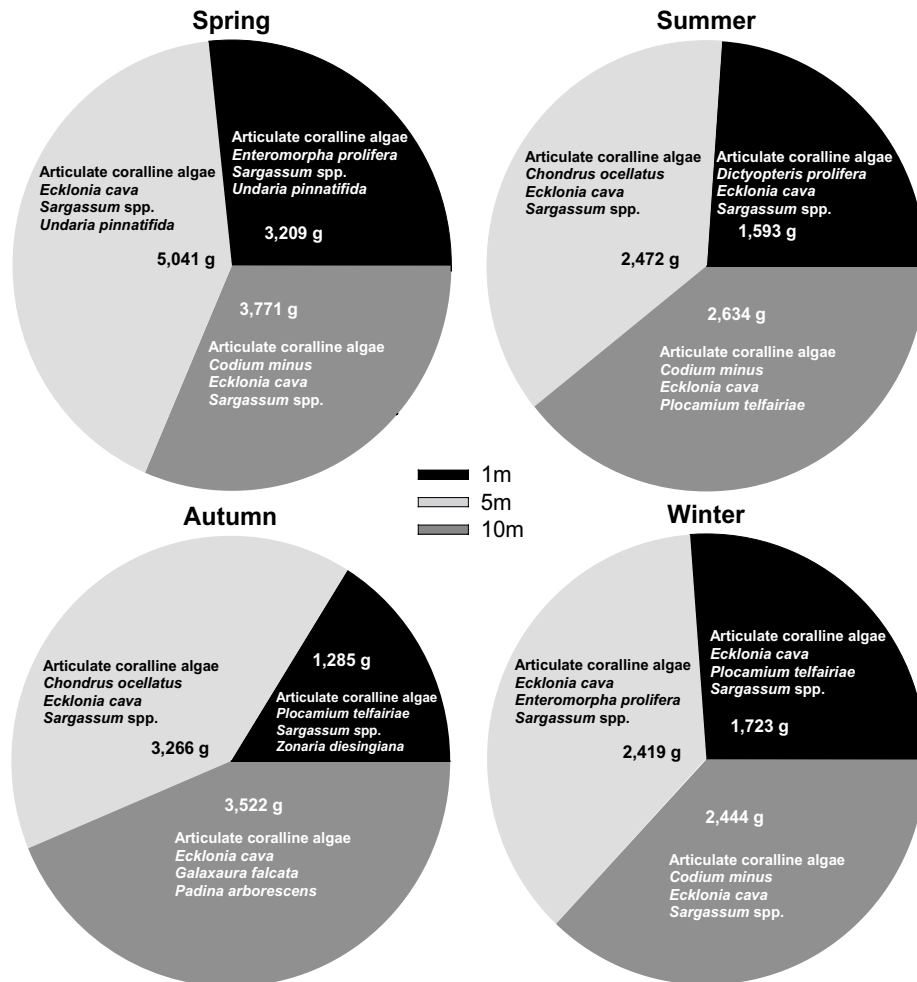 Spring
Articulate coralline algae
Ecklonia cava
Sargassum spp.
Undaria pinnatifida
5,041 g
Articulate coralline algae
Enteromorpha prolifera
Sargassum spp.
Undaria pinnatifida
3,209 g
3,771 g
Articulate coralline algae
Codium minus
Ecklonia cava
Sargassum spp.
Summer
Articulate coralline algae
Chondrus ocellatus
Ecklonia cava
Sargassum spp.
2,472 g
Articulate coralline algae
Dictyopteris prolifera
Ecklonia cava
Sargassum spp.
1,593 g
2,634 g
Articulate coralline algae
Codium minus
Ecklonia cava
Plocamium telfairiae
1m
5m
10m
Autumn
Articulate coralline algae
Chondrus ocellatus
Ecklonia cava
Sargassum spp.
3,266 g
1,285 g
Articulate coralline algae
Plocamium telfairiae
Sargassum spp.
Zonaria diesingiana
3,522 g
Articulate coralline algae
Ecklonia cava
Galaxaura falcata
Padina arborescens
Winter
Articulate coralline algae
Ecklonia cava
Enteromorpha prolifera
Sargassum spp.
2,419 g
Articulate coralline algae
Ecklonia cava
Plocamium telfairiae
Sargassum spp.
1,723 g
2,444 g
Articulate coralline algae
Codium minus
Ecklonia cava
Sargassum spp.